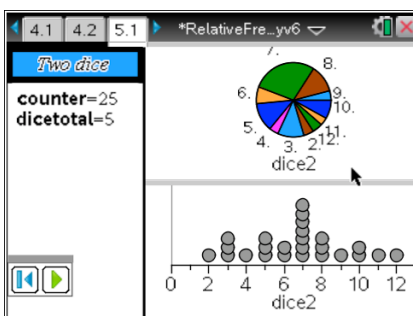 4.1 4.2 5.1 *RelativeFre…yv6
Two dice
counter=25
dicetotal=5
7.
8.
6.
9.
10.
5.
11.
4. 3. 2. 12.
dice2
0 2 4 6 8 10 12
dice2